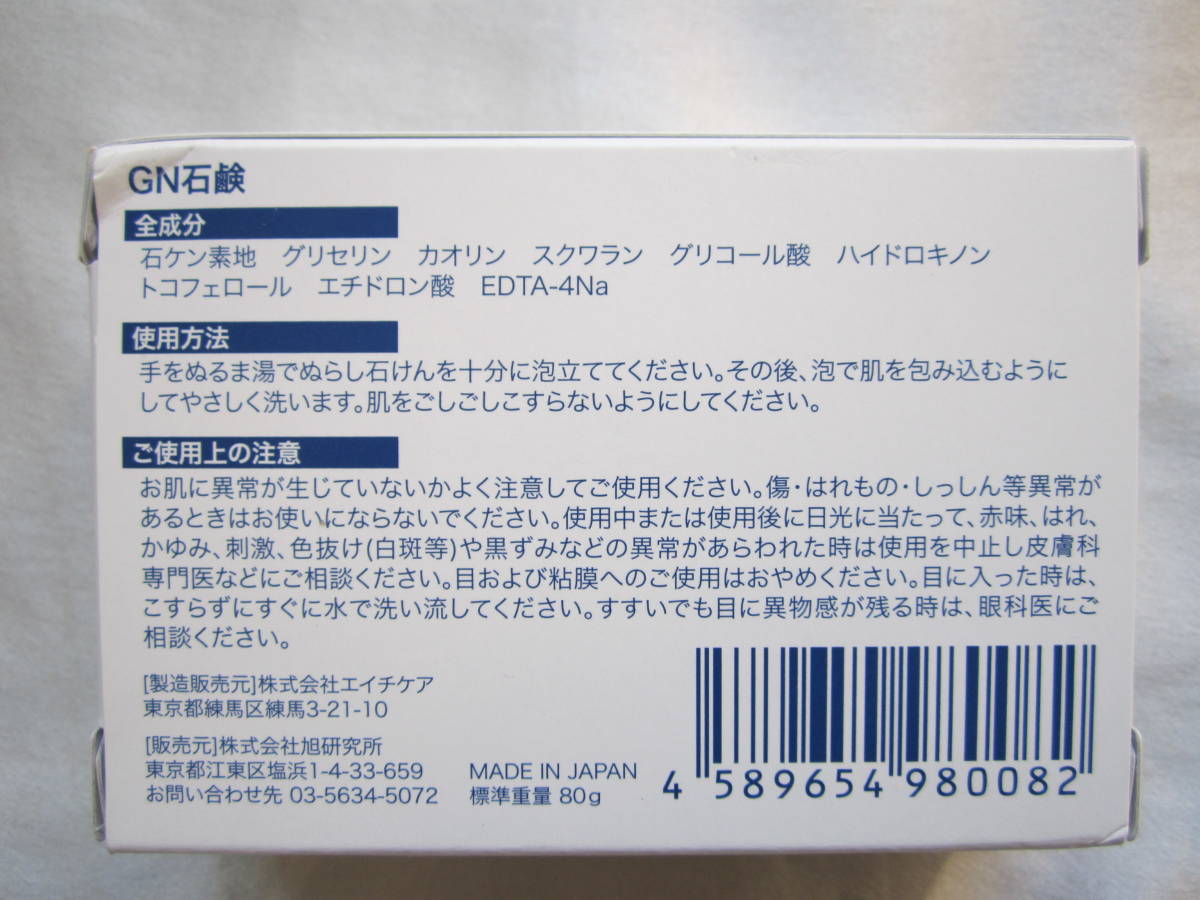 GN石鹸
全成分
石ケン素地　グリセリン　カオリン　スクワラン　グリコール酸　ハイドロキノン
トコフェロール　エチドロン酸　EDTA-4Na
使用方法
手をぬるま湯でぬらし石けんを十分に泡立ててください。その後、泡で肌を包み込むように
してやさしく洗います。肌をごしごしこすらないようにしてください。
ご使用上の注意
お肌に異常が生じていないかよく注意してご使用ください。傷・はれもの・しっしん等異常が
あるときはお使いにならないでください。使用中または使用後に日光に当たって、赤味、はれ、
かゆみ、刺激、色抜け(白斑等)や黒ずみなどの異常があらわれた時は使用を中止し皮膚科
専門医などにご相談ください。目および粘膜へのご使用はおやめください。目に入った時は、
こすらずにすぐに水で洗い流してください。すすいでも目に異物感が残る時は、眼科医にご
相談ください。
[製造販売元]株式会社エイチケア
東京都練馬区練馬3-21-10
[販売元]株式会社旭研究所
東京都江東区塩浜1-4-33-659
お問い合わせ先 03-5634-5072
MADE IN JAPAN
標準重量 80g
4 589654 980082